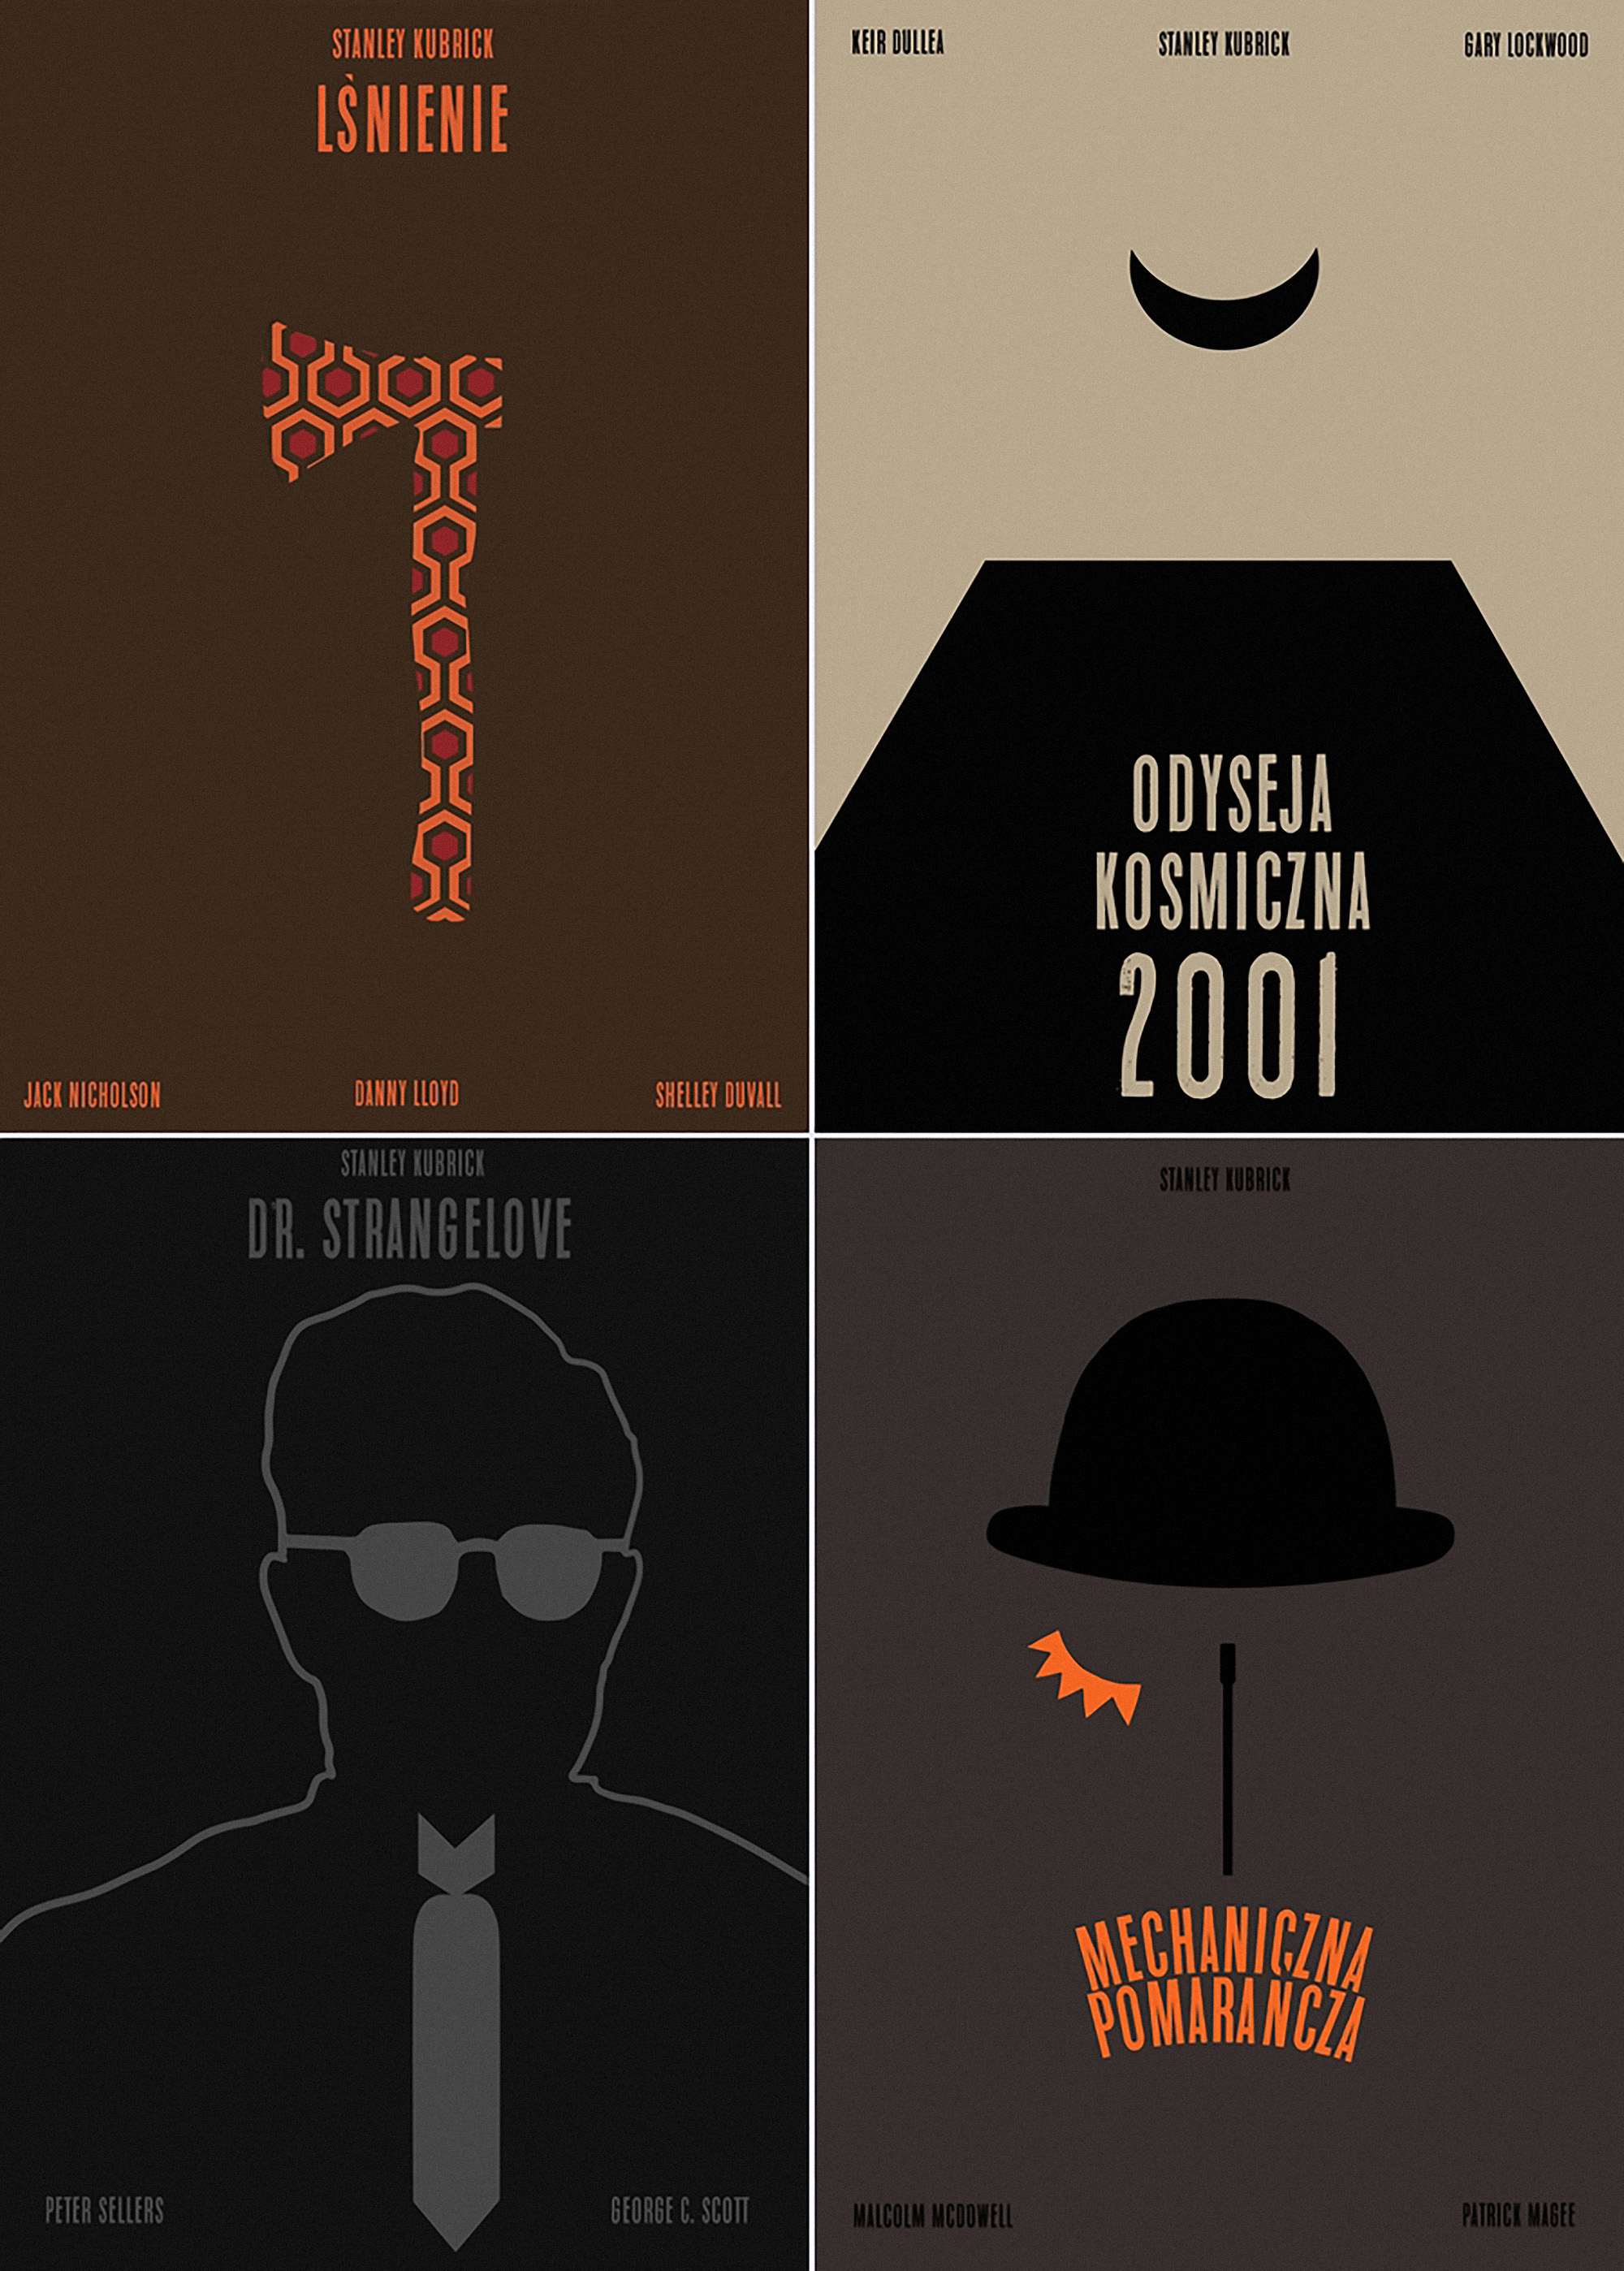 STANLEY KUBRICK
LŚNIENIE
JACK NICHOLSON
DANNY LLOYD
SHELLEY DUVALL
KEIR DULLEA
STANLEY KUBRICK
GARY LOCKWOOD
ODYSEJA
KOSMICZNA
2001
STANLEY KUBRICK
DR. STRANGELOVE
PETER SELLERS
GEORGE C. SCOTT
STANLEY KUBRICK
MECHANICZNA
POMARAŃCZA
MALCOLM MCDOWELL
PATRICK MAGEE